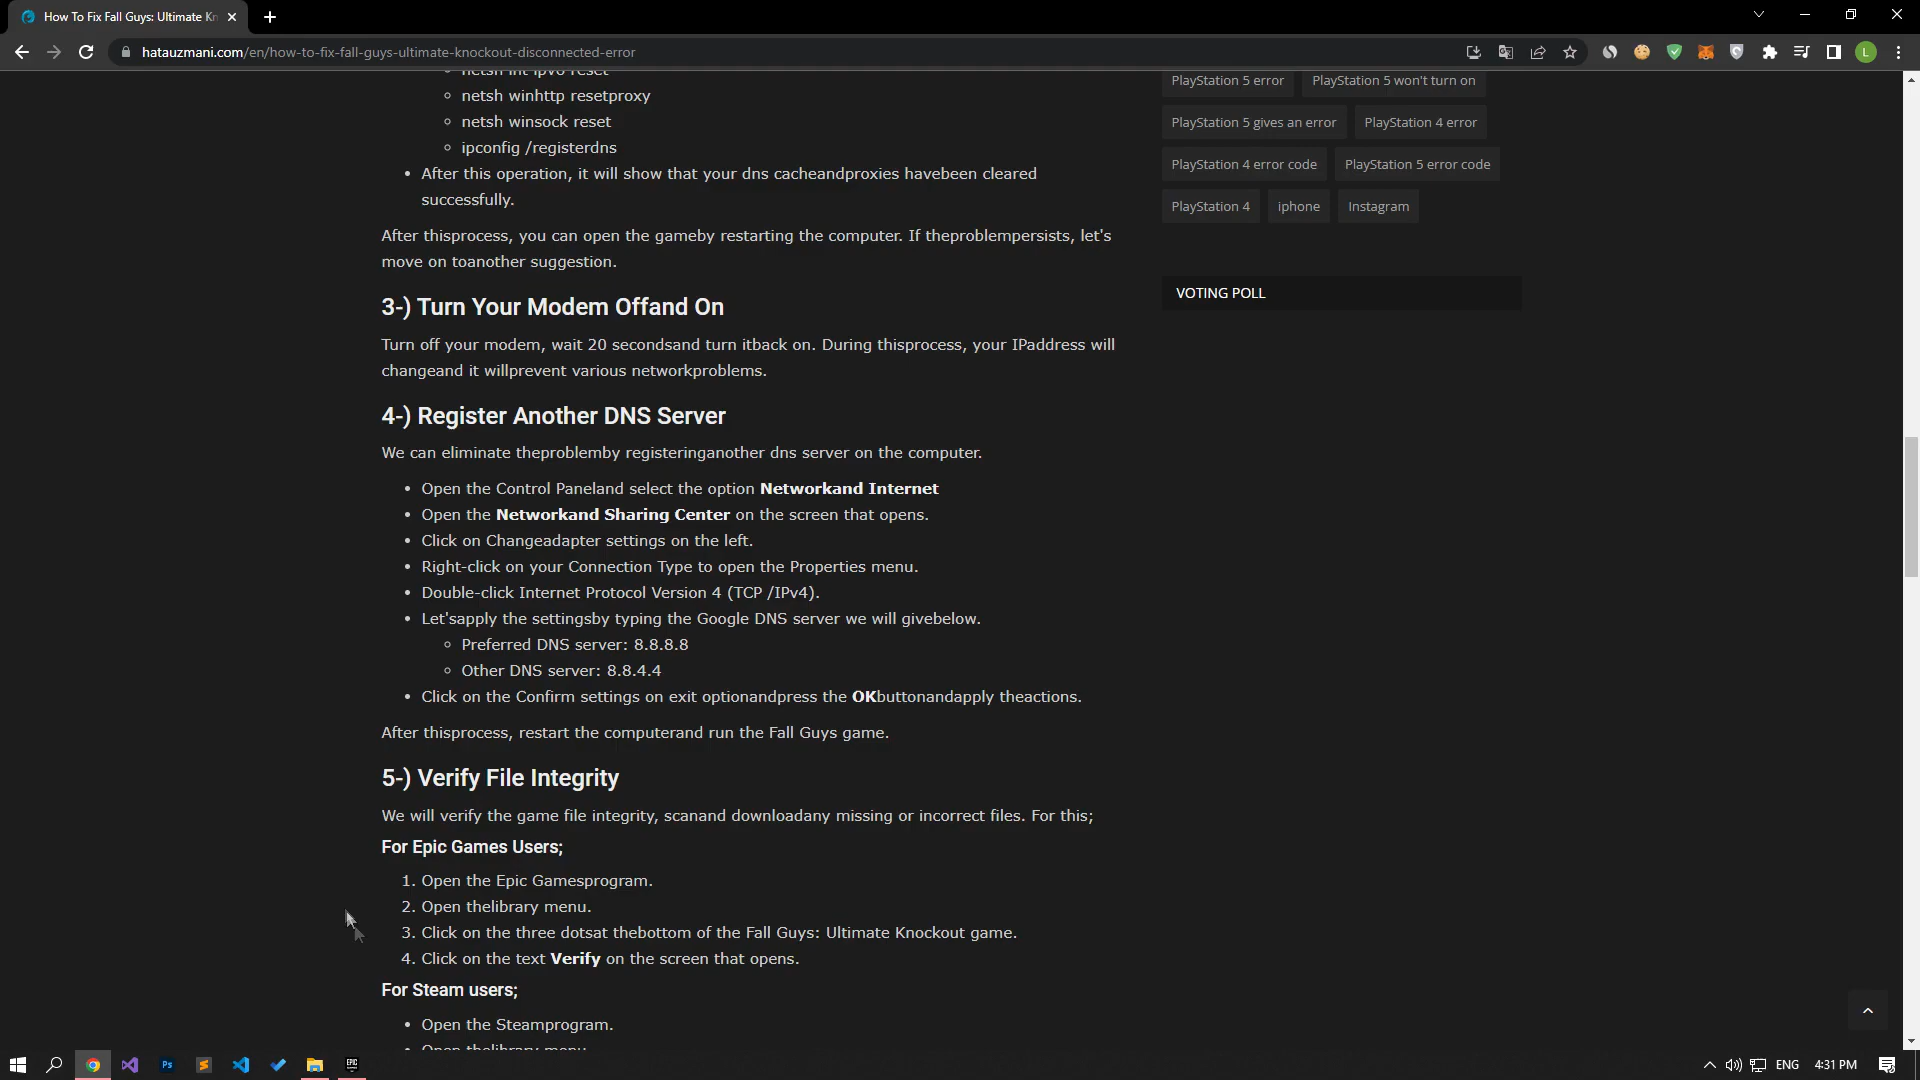 How To Fix Fall Guys: Ultimate Kn
hatauzmani.com/en/how-to-fix-fall-guys-ultimate-knockout-disconnected-error
L
netsh int ipv6 reset
netsh winhttp resetproxy
netsh winsock reset
ipconfig /registerdns
After this operation, it will show that your dns cacheandproxies havebeen cleared
successfully.
After thisprocess, you can open the gameby restarting the computer. If theproblempersists, let's
move on toanother suggestion.
3-) Turn Your Modem Offand On
Turn off your modem, wait 20 secondsand turn itback on. During thisprocess, your IPaddress will
changeand it willprevent various networkproblems.
4-) Register Another DNS Server
We can eliminate theproblemby registeringanother dns server on the computer.
Open the Control Paneland select the option Networkand Internet
Open the Networkand Sharing Center on the screen that opens.
Click on Changeadapter settings on the left.
Right-click on your Connection Type to open the Properties menu.
Double-click Internet Protocol Version 4 (TCP /IPv4).
Let'sapply the settingsby typing the Google DNS server we will givebelow.
Preferred DNS server: 8.8.8.8
Other DNS server: 8.8.4.4
Click on the Confirm settings on exit optionandpress the OKbuttonandapply theactions.
After thisprocess, restart the computerand run the Fall Guys game.
5-) Verify File Integrity
We will verify the game file integrity, scanand downloadany missing or incorrect files. For this;
For Epic Games Users;
1. Open the Epic Gamesprogram.
2. Open thelibrary menu.
3. Click on the three dotsat thebottom of the Fall Guys: Ultimate Knockout game.
4. Click on the text Verify on the screen that opens.
For Steam users;
Open the Steamprogram.
Open thelibrary menu.
PlayStation 5 error PlayStation 5 won't turn on
PlayStation 5 gives an error PlayStation 4 error
PlayStation 4 error code PlayStation 5 error code
PlayStation 4 iphone Instagram
VOTING POLL
Ps
EPIC
ENG 4:31 PM